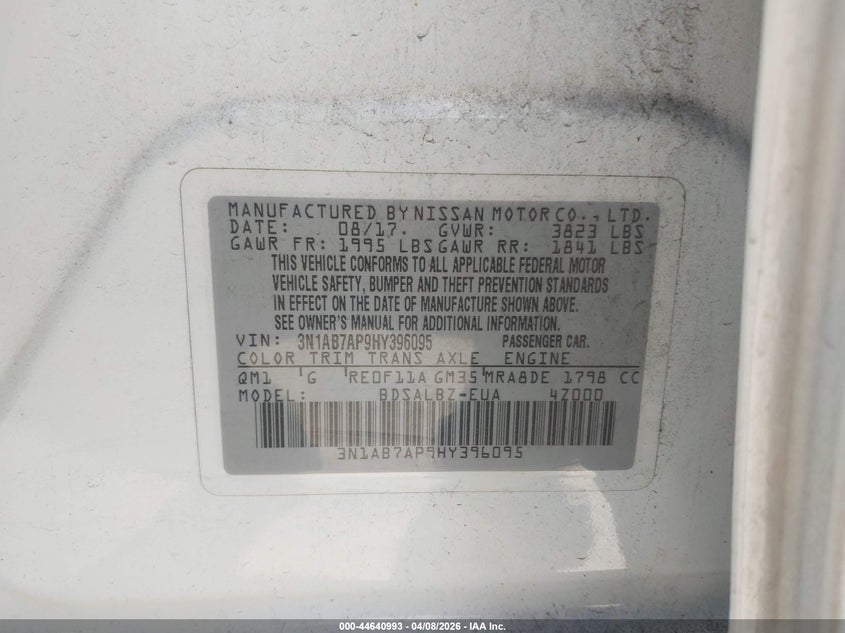 MANUFACTURED BY NISSAN MOTOR CO., LTD.
DATE: 08/17. GVWR: 3823 LBS
GAWR FR: 1995 LBS GAWR RR: 1841 LBS
THIS VEHICLE CONFORMS TO ALL APPLICABLE FEDERAL MOTOR
VEHICLE SAFETY, BUMPER AND THEFT PREVENTION STANDARDS
IN EFFECT ON THE DATE OF MANUFACTURE SHOWN ABOVE.
SEE OWNER'S MANUAL FOR ADDITIONAL INFORMATION.
VIN: 3N1AB7AP9HY396095 PASSENGER CAR.
COLOR TRIM TRANS AXLE ENGINE
QM1 G RE0F11A GM35 MRA8DE 1798 CC
MODEL: BDSALBZ-EUA 4Z000
3N1AB7AP9HY396095
000-44640993 - 04/08/2026 - IAA Inc.